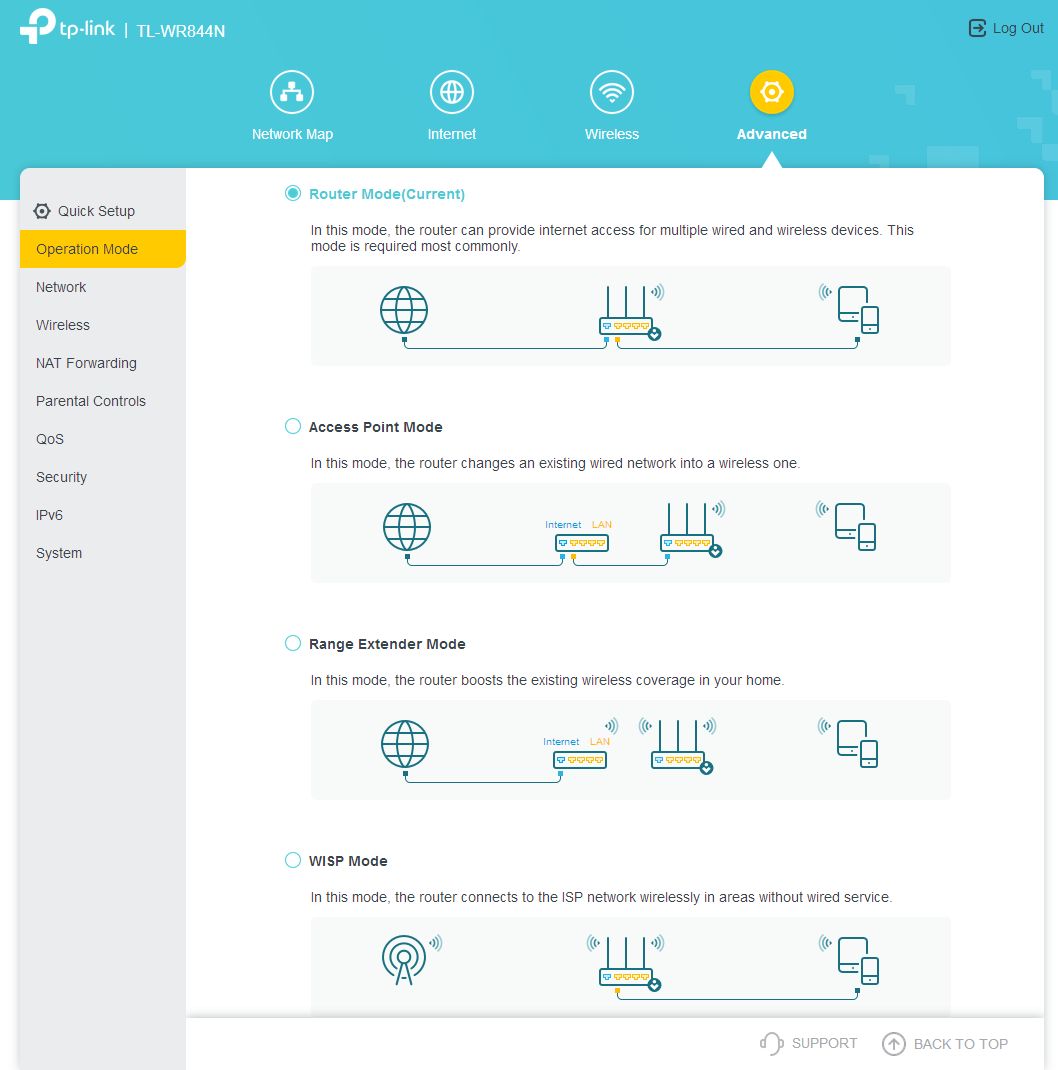 tp-link | TL-WR844N
Log Out
Network Map
Internet
Wireless
Advanced
Quick Setup
Operation Mode
Network
Wireless
NAT Forwarding
Parental Controls
QoS
Security
IPv6
System
Router Mode(Current)
In this mode, the router can provide internet access for multiple wired and wireless devices. This
mode is required most commonly.
Access Point Mode
In this mode, the router changes an existing wired network into a wireless one.
Internet LAN
Range Extender Mode
In this mode, the router boosts the existing wireless coverage in your home.
Internet LAN
WISP Mode
In this mode, the router connects to the ISP network wirelessly in areas without wired service.
SUPPORT
BACK TO TOP